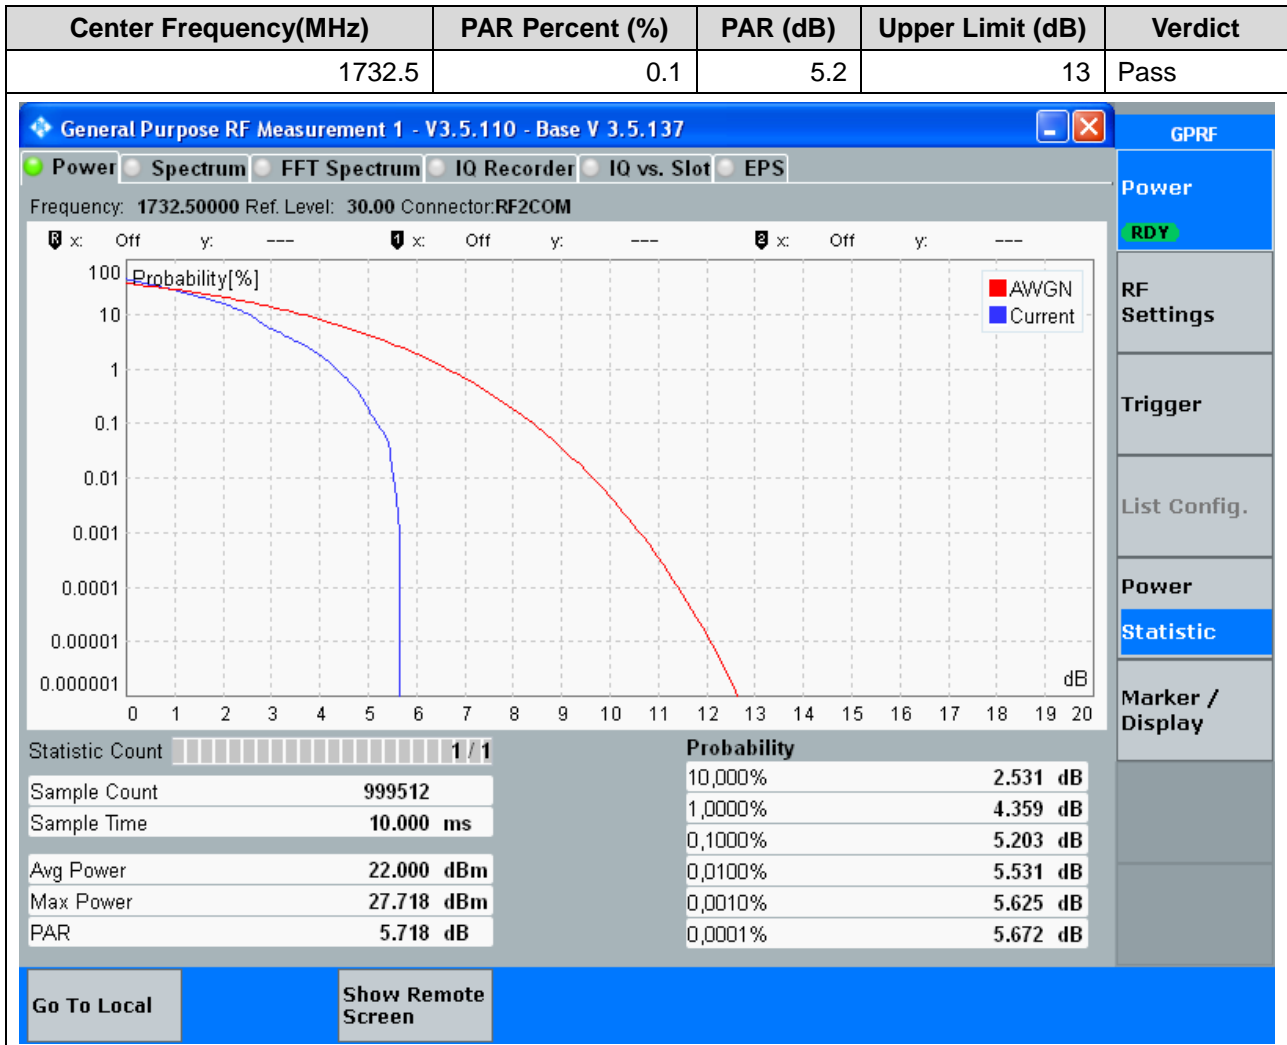 Center Frequency(MHz) PAR Percent (%) PAR (dB) Upper Limit (dB) Verdict
1732.5 0.1 5.2 13 Pass
General Purpose RF Measurement 1 - V3.5.110 - Base V 3.5.137
GPRF
Power Spectrum FFT Spectrum IQ Recorder IQ vs. Slot EPS
Frequency: 1732.50000 Ref. Level: 30.00 Connector:RF2COM
R x: Off y: --- 1 x: Off y: --- 2 x: Off y: ---
Probability[%]
100
10
1
0.1
0.01
0.001
0.0001
0.00001
0.000001
AWGN
Current
dB
0 1 2 3 4 5 6 7 8 9 10 11 12 13 14 15 16 17 18 19 20
Power
RDY
RF
Settings
Trigger
List Config.
Power
Statistic
Marker /
Display
Statistic Count 1 / 1
Sample Count 999512
Sample Time 10.000 ms
Avg Power 22.000 dBm
Max Power 27.718 dBm
PAR 5.718 dB
Probability
10,000% 2.531 dB
1,0000% 4.359 dB
0,1000% 5.203 dB
0,0100% 5.531 dB
0,0010% 5.625 dB
0,0001% 5.672 dB
Go To Local
Show Remote
Screen